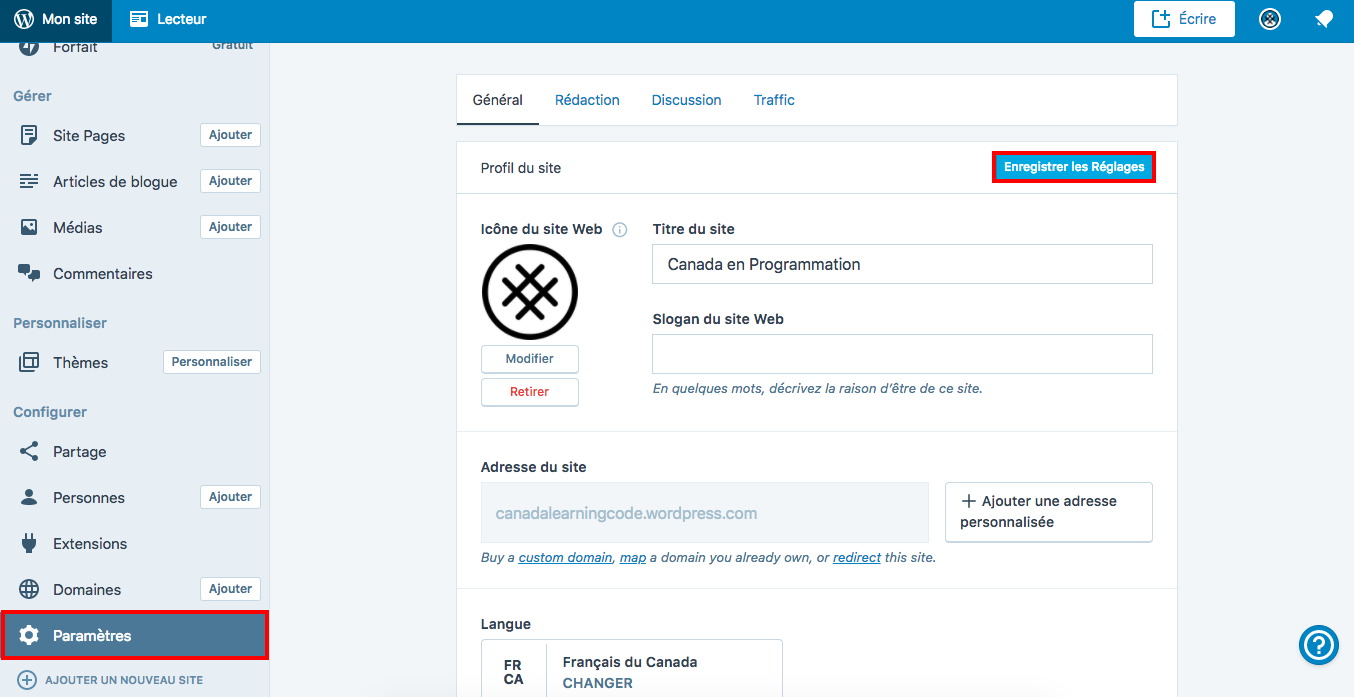 Mon site
Lecteur
Écrire
Forfait
Gratuit
Gérer
Site Pages
Ajouter
Articles de blogue
Ajouter
Médias
Ajouter
Commentaires
Personnaliser
Thèmes
Personnaliser
Configurer
Partage
Personnes
Ajouter
Extensions
Domaines
Ajouter
Paramètres
AJOUTER UN NOUVEAU SITE
Général
Rédaction
Discussion
Traffic
Profil du site
Enregistrer les Réglages
Icône du site Web
Modifier
Retirer
Titre du site
Canada en Programmation
Slogan du site Web
En quelques mots, décrivez la raison d’être de ce site.
Adresse du site
canadalearningcode.wordpress.com
Ajouter une adresse
personnalisée
Buy a custom domain, map a domain you already own, or redirect this site.
Langue
FR
CA
Français du Canada
CHANGER